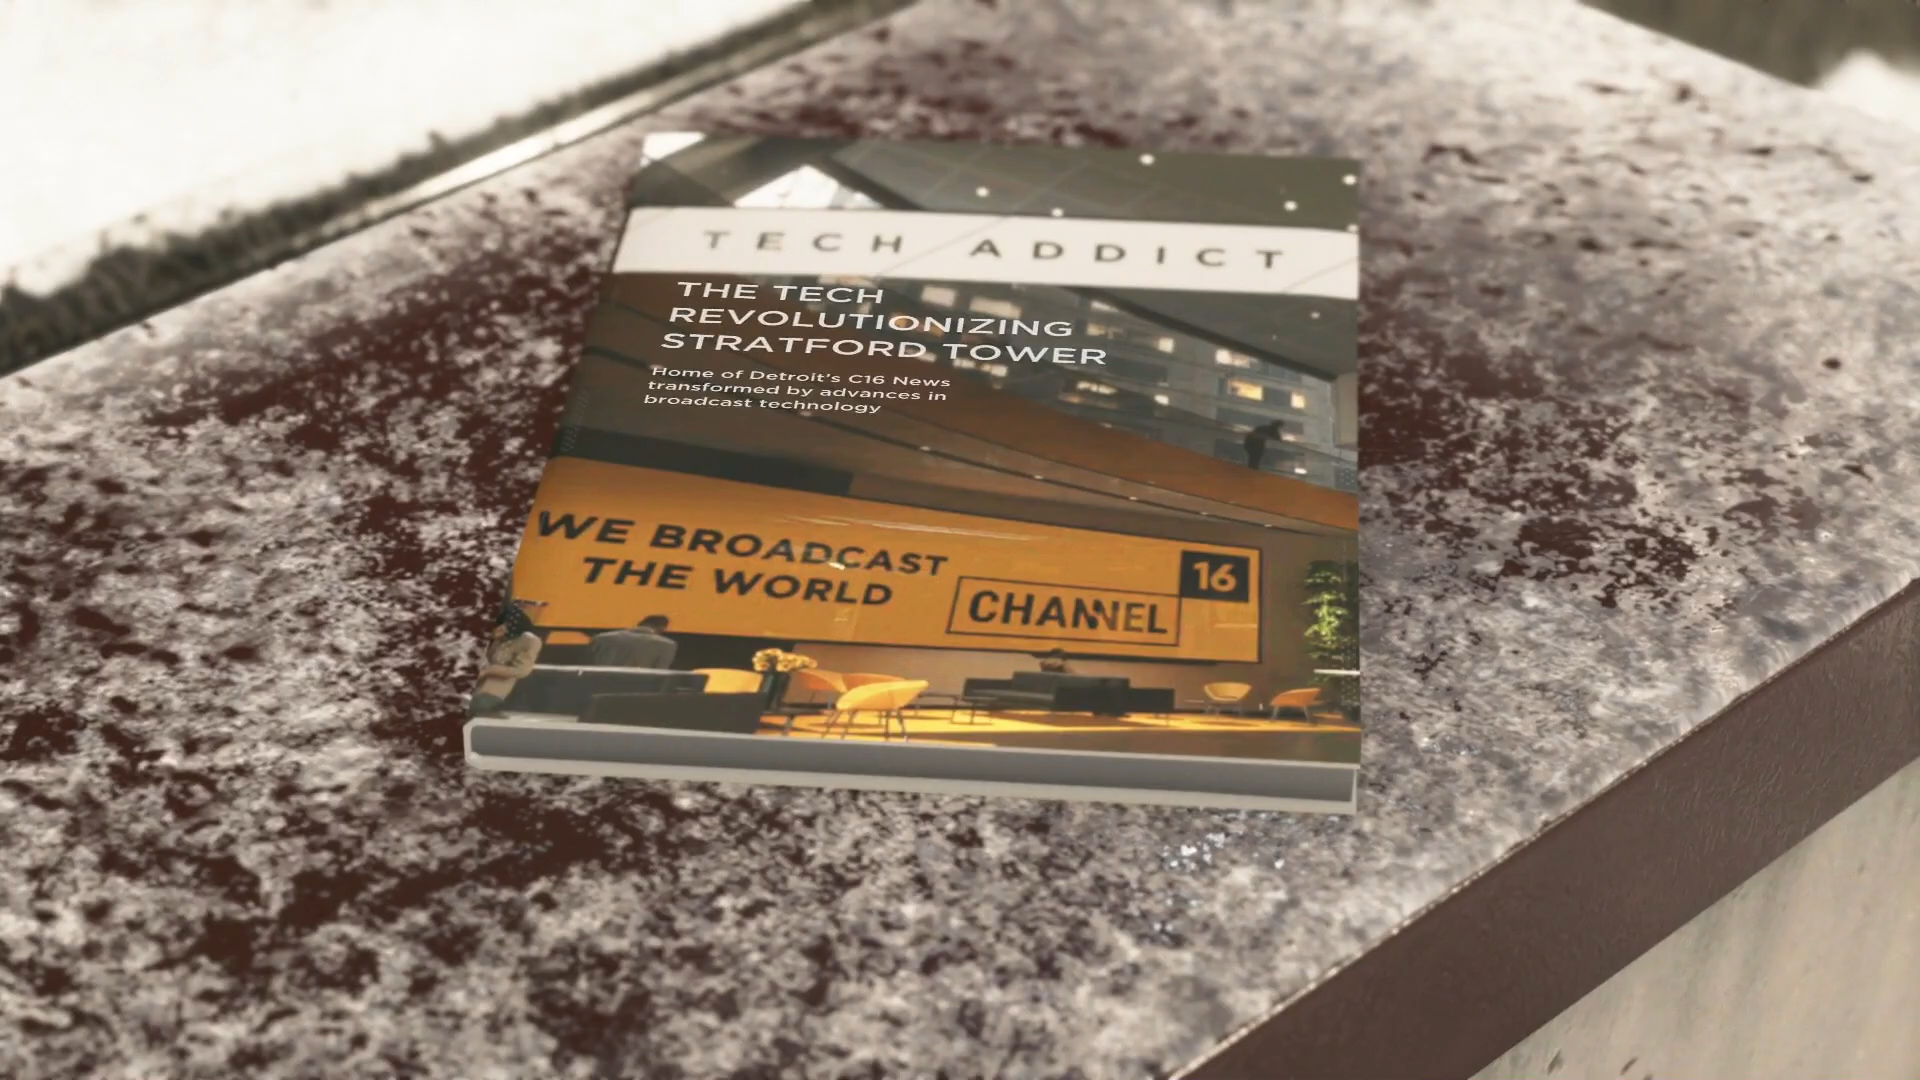 TECH ADDICT
THE TECH
REVOLUTIONIZING
STRATFORD TOWER
Home of Detroit's C16 News
transformed by advances in
broadcast technology
WE BROADCAST
THE WORLD
16
CHANNEL